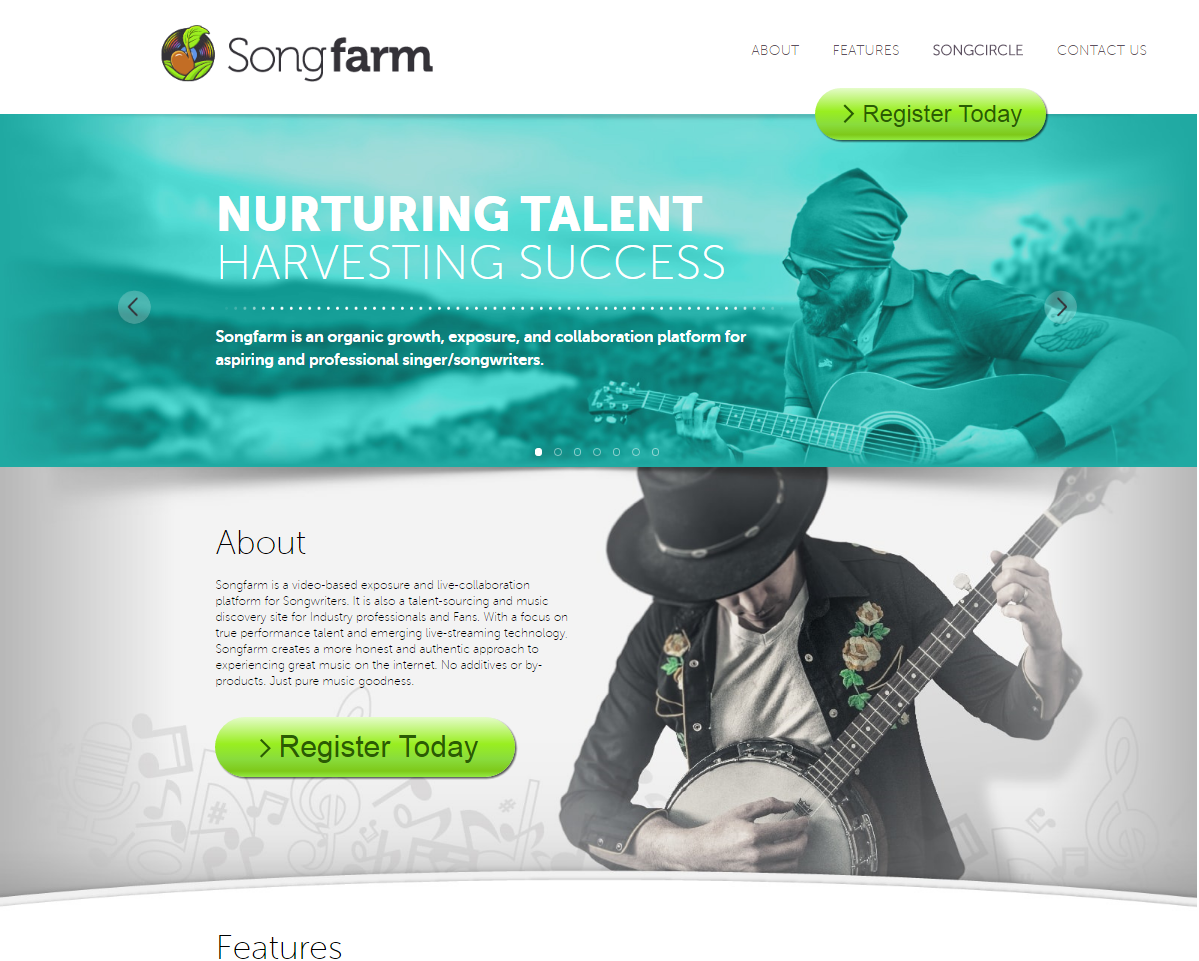 Songfarm
ABOUT FEATURES SONGCIRCLE CONTACT US
> Register Today
NURTURING TALENT
HARVESTING SUCCESS
Songfarm is an organic growth, exposure, and collaboration platform for
aspiring and professional singer/songwriters.
About
Songfarm is a video-based exposure and live-collaboration
platform for Songwriters. It is also a talent-sourcing and music
discovery site for Industry professionals and Fans. With a focus on
true performance talent and emerging live-streaming technology.
Songfarm creates a more honest and authentic approach to
experiencing great music on the internet. No additives or by-
products. Just pure music goodness.
> Register Today
Features